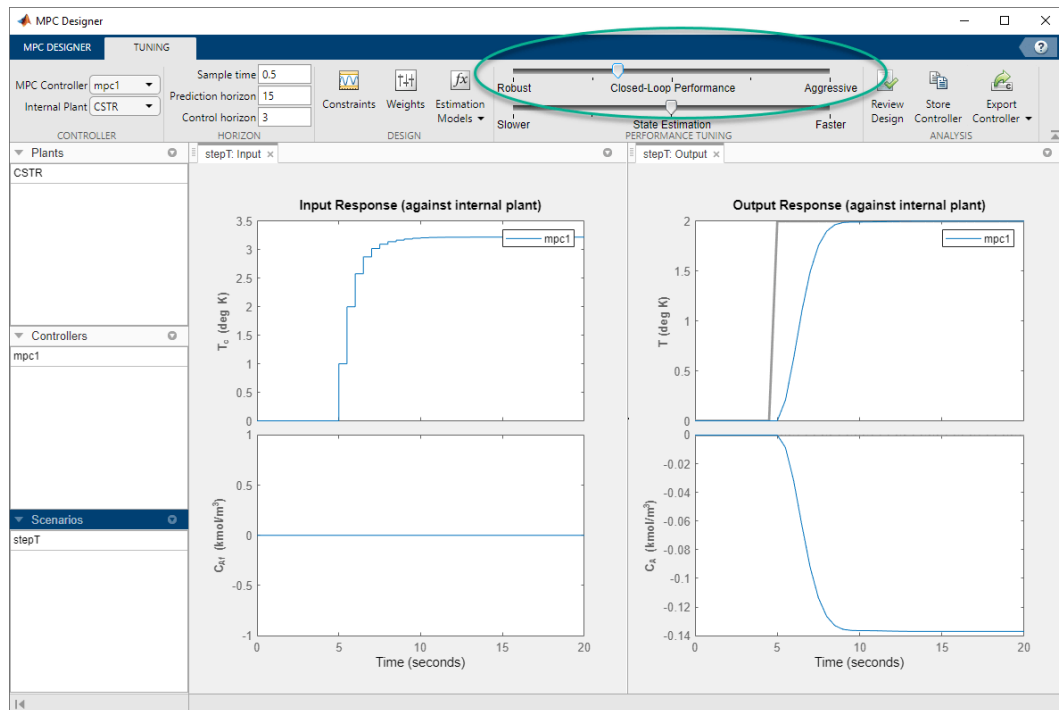 MPC Designer
MPC DESIGNER TUNING
?
MPC Controller mpc1
Internal Plant CSTR
CONTROLLER
Sample time 0.5
Prediction horizon 15
Control horizon 3
HORIZON
Constraints
Weights
fx
Estimation
Models
DESIGN
Robust Closed-Loop Performance Aggressive
Slower State Estimation Faster
PERFORMANCE TUNING
Review
Design
Store
Controller
Export
Controller
ANALYSIS
Plants
CSTR
Controllers
mpc1
Scenarios
stepT
stepT: Input
Input Response (against internal plant)
mpc1
3.5
3
2.5
2
1.5
1
0.5
0
Tc (deg K)
1
0.5
0
-0.5
-1
CAf (kmol/m³)
0 5 10 15 20
Time (seconds)
stepT: Output
Output Response (against internal plant)
mpc1
2
1.5
1
0.5
0
T (deg K)
0
-0.02
-0.04
-0.06
-0.08
-0.1
-0.12
-0.14
CA (kmol/m³)
0 5 10 15 20
Time (seconds)